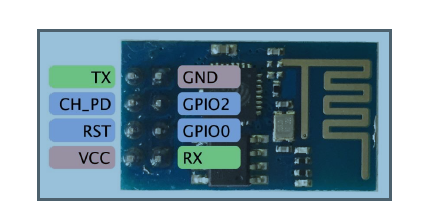 TX GND
CH_PD GPIO2
RST GPIO0
VCC RX